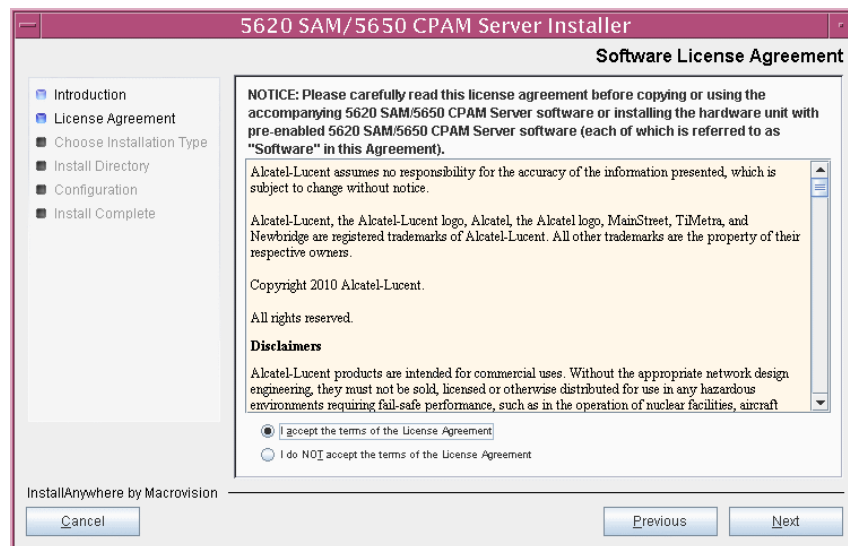 5620 SAM/5650 CPAM Server Installer
Software License Agreement
Introduction
License Agreement
Choose Installation Type
Install Directory
Configuration
Install Complete
NOTICE: Please carefully read this license agreement before copying or using the
accompanying 5620 SAM/5650 CPAM Server software or installing the hardware unit with
pre-enabled 5620 SAM/5650 CPAM Server software (each of which is referred to as
"Software" in this Agreement).
Alcatel-Lucent assumes no responsibility for the accuracy of the information presented, which is
subject to change without notice.
Alcatel-Lucent, the Alcatel-Lucent logo, Alcatel, the Alcatel logo, MainStreet, TiMetra, and
Newbridge are registered trademarks of Alcatel-Lucent. All other trademarks are the property of their
respective owners.
Copyright 2010 Alcatel-Lucent.
All rights reserved.
Disclaimers
Alcatel-Lucent products are intended for commercial uses. Without the appropriate network design
engineering, they must not be sold, licensed or otherwise distributed for use in any hazardous
environments requiring fail-safe performance, such as in the operation of nuclear facilities, aircraft
I accept the terms of the License Agreement
I do NOT accept the terms of the License Agreement
InstallAnywhere by Macrovision
Cancel
Previous
Next